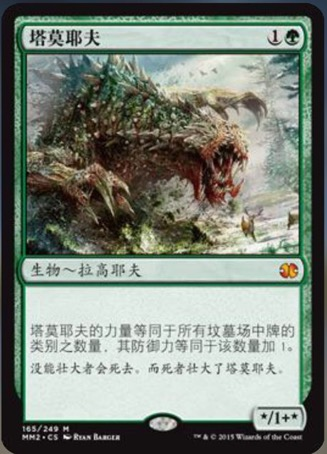 塔莫耶夫 1
生物～拉高耶夫
塔莫耶夫的力量等同于所有坟墓场中牌的
类别之数量，其防御力等同于该数量加 1。
没能壮大者会死去。而死者壮大了塔莫耶夫。
165/249 M
MM2 • CS Ryan Barger
™ & © 2015 Wizards of the Coast
*/1+*